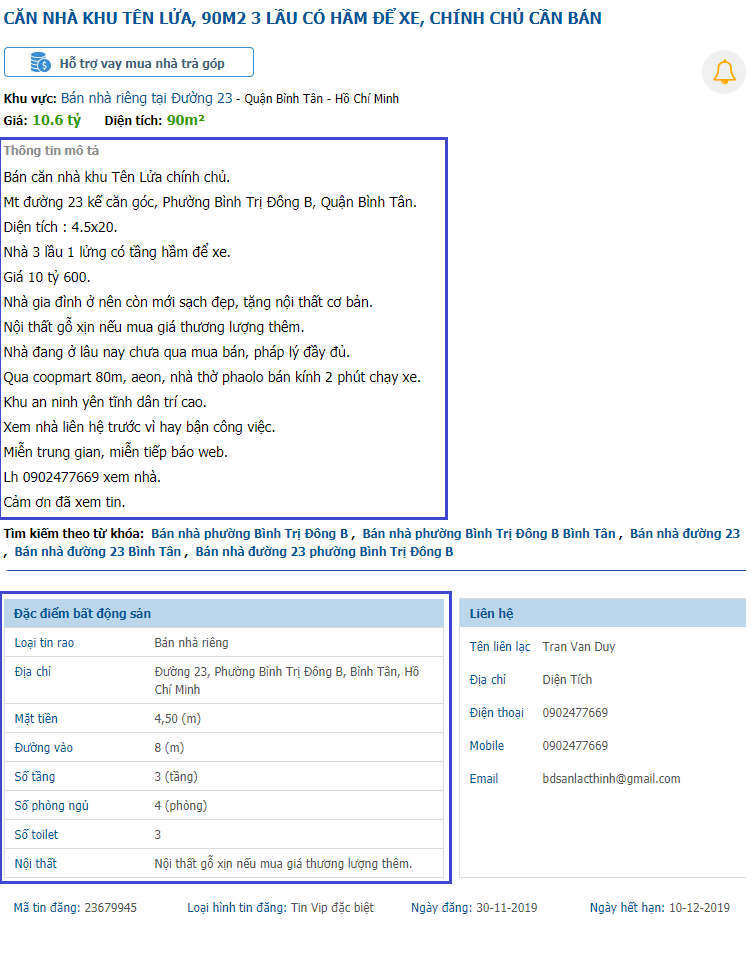 CĂN NHÀ KHU TÊN LỬA, 90M2 3 LẦU CÓ HẦM ĐỂ XE, CHÍNH CHỦ CẦN BÁN
Hỗ trợ vay mua nhà trả góp
Khu vực: Bán nhà riêng tại Đường 23 - Quận Bình Tân - Hồ Chí Minh
Giá: 10.6 tỷ Diện tích: 90m²
Thông tin mô tả
Bán căn nhà khu Tên Lửa chính chủ.
Mt đường 23 kế căn góc, Phường Bình Trị Đông B, Quận Bình Tân.
Diện tích : 4.5x20.
Nhà 3 lầu 1 lửng có tầng hầm để xe.
Giá 10 tỷ 600.
Nhà gia đình ở nên còn mới sạch đẹp, tặng nội thất cơ bản.
Nội thất gỗ xịn nếu mua giá thương lượng thêm.
Nhà đang ở lâu nay chưa qua mua bán, pháp lý đầy đủ.
Qua coopmart 80m, aeon, nhà thờ phaolo bán kính 2 phút chạy xe.
Khu an ninh yên tĩnh dân trí cao.
Xem nhà liên hệ trước vì hay bận công việc.
Miễn trung gian, miễn tiếp báo web.
Lh 0902477669 xem nhà.
Cảm ơn đã xem tin.
Tìm kiếm theo từ khóa: Bán nhà phường Bình Trị Đông B , Bán nhà phường Bình Trị Đông B Bình Tân , Bán nhà đường 23
, Bán nhà đường 23 Bình Tân , Bán nhà đường 23 phường Bình Trị Đông B
Đặc điểm bất động sản
Loại tin rao Bán nhà riêng
Địa chỉ Đường 23, Phường Bình Trị Đông B, Bình Tân, Hồ
Chí Minh
Mặt tiền 4,50 (m)
Đường vào 8 (m)
Số tầng 3 (tầng)
Số phòng ngủ 4 (phòng)
Số toilet 3
Nội thất Nội thất gỗ xịn nếu mua giá thương lượng thêm.
Liên hệ
Tên liên lạc Tran Van Duy
Địa chỉ Diện Tích
Điện thoại 0902477669
Mobile 0902477669
Email bdsanlacthinh@gmail.com
Mã tin đăng: 23679945 Loại hình tin đăng: Tin Vip đặc biệt Ngày đăng: 30-11-2019 Ngày hết hạn: 10-12-2019